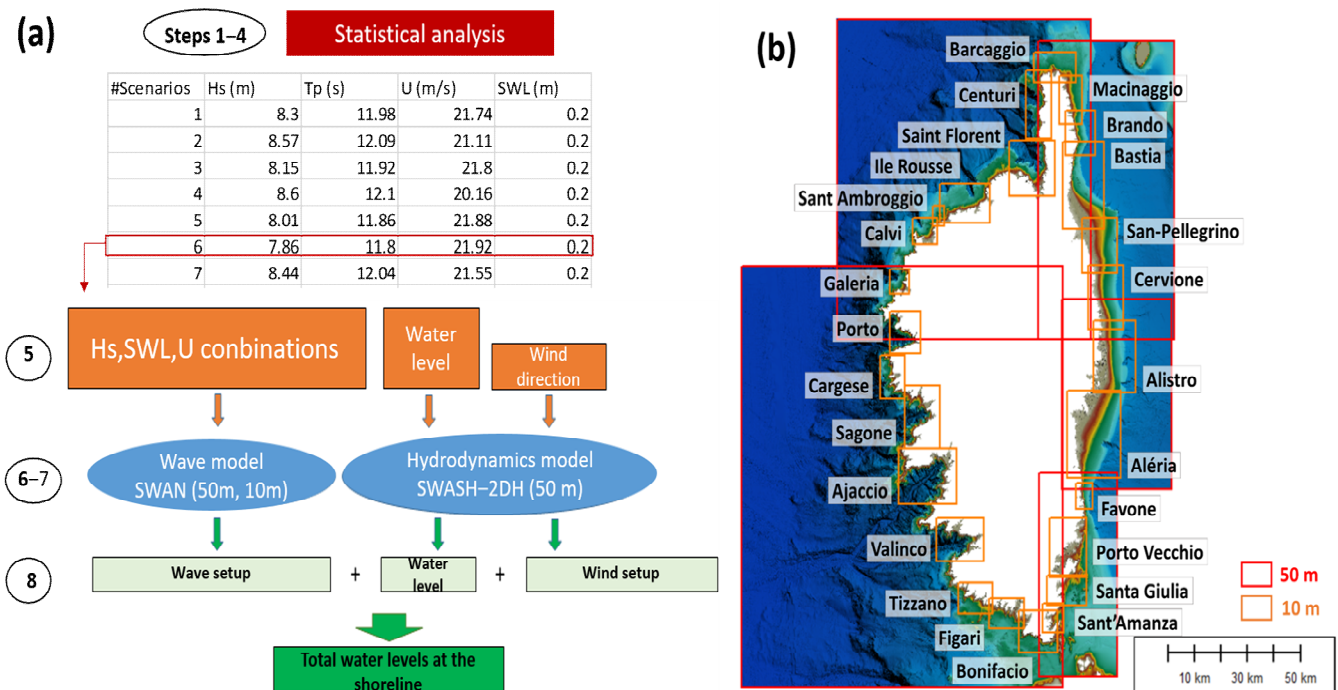 (a)
Steps 1–4
Statistical analysis
#Scenarios Hs (m) Tp (s) U (m/s) SWL (m)
1 8.3 11.98 21.74 0.2
2 8.57 12.09 21.11 0.2
3 8.15 11.92 21.8 0.2
4 8.6 12.1 20.16 0.2
5 8.01 11.86 21.88 0.2
6 7.86 11.8 21.92 0.2
7 8.44 12.04 21.55 0.2
5
Hs,SWL,U conbinations
Water
level
Wind
direction
6–7
Wave model
SWAN (50m, 10m)
Hydrodynamics model
SWASH–2DH (50 m)
8
Wave setup
+
Water
level
+
Wind setup
Total water levels at the
shoreline
(b)
Barcaggio
Centuri
Macinaggio
Brando
Saint Florent
Bastia
Ile Rousse
Sant Ambroggio
Calvi
San-Pellegrino
Galeria
Cervione
Porto
Cargese
Alistro
Sagone
Aléria
Ajaccio
Favone
Valinco
Porto Vecchio
Tizzano
Santa Giulia
Figari
Sant'Amanza
Bonifacio
50 m
10 m
10 km 30 km 50 km